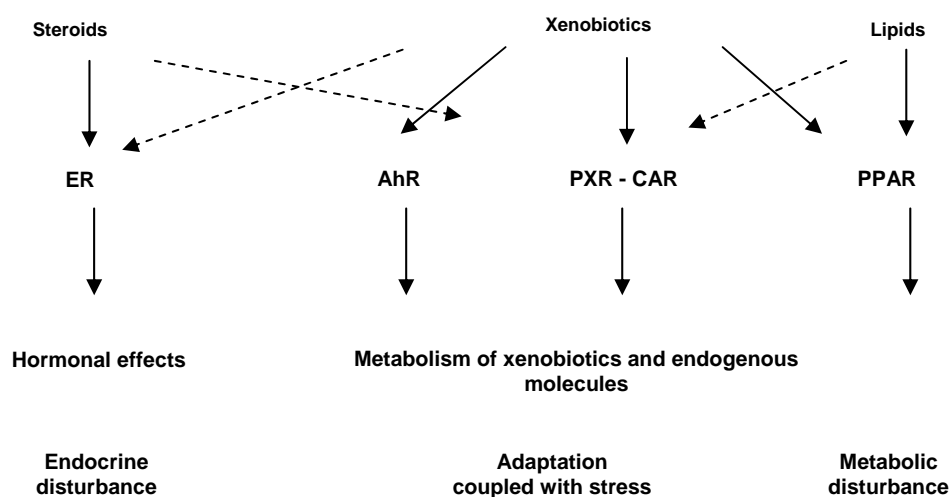 Steroids
Xenobiotics
Lipids
ER
AhR
PXR - CAR
PPAR
Hormonal effects
Metabolism of xenobiotics and endogenous
molecules
Endocrine
disturbance
Adaptation
coupled with stress
Metabolic
disturbance